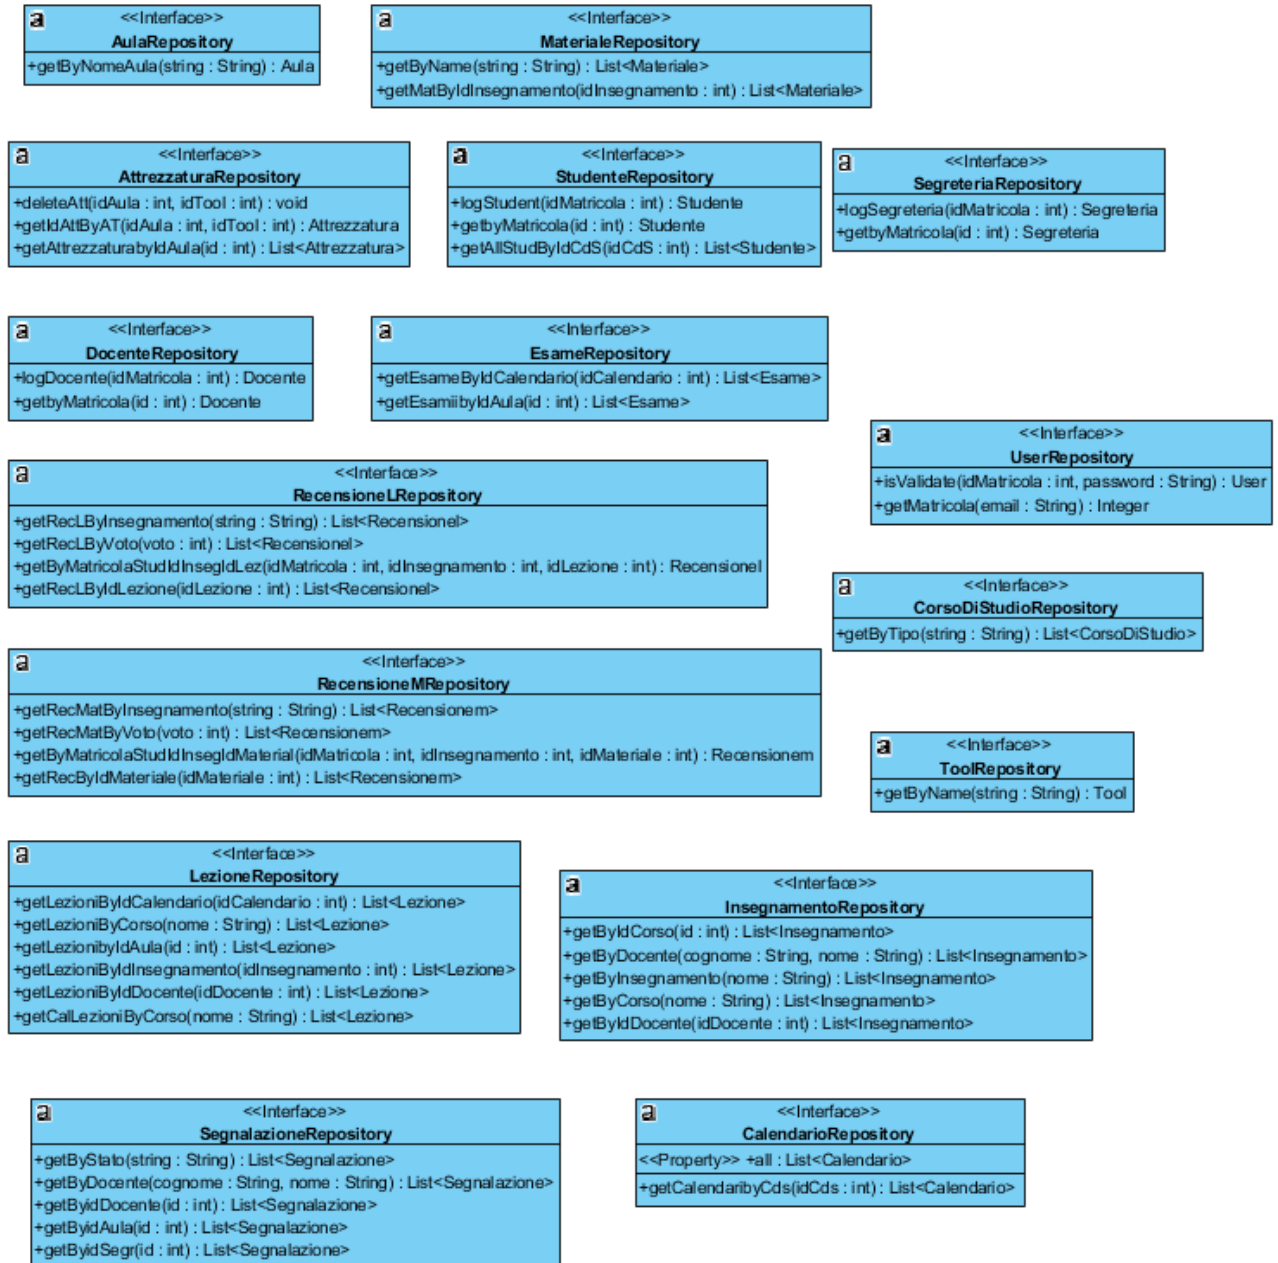 a
<<Interface>>
AulaRepository
+getByNomeAula(string : String) : Aula
a
<<Interface>>
MaterialeRepository
+getByName(string : String) : List<Materiale>
+getMatByIdInsegnamento(idInsegnamento : int) : List<Materiale>
a
<<Interface>>
AttrezzaturaRepository
+deleteAtt(idAula : int, idTool : int) : void
+getIdAttByAT(idAula : int, idTool : int) : Attrezzatura
+getAttrezzaturabyIdAula(id : int) : List<Attrezzatura>
a
<<Interface>>
StudenteRepository
+logStudent(idMatricola : int) : Studente
+getbyMatricola(id : int) : Studente
+getAllStudByIdCdS(idCdS : int) : List<Studente>
a
<<Interface>>
SegreteriaRepository
+logSegreteria(idMatricola : int) : Segreteria
+getbyMatricola(id : int) : Segreteria
a
<<Interface>>
DocenteRepository
+logDocente(idMatricola : int) : Docente
+getbyMatricola(id : int) : Docente
a
<<Interface>>
EsameRepository
+getEsameByIdCalendario(idCalendario : int) : List<Esame>
+getEsamiibyIdAula(id : int) : List<Esame>
a
<<Interface>>
UserRepository
+isValidate(idMatricola : int, password : String) : User
+getMatricola(email : String) : Integer
a
<<Interface>>
RecensioneLRepository
+getRecLByInsegnamento(string : String) : List<Recensionel>
+getRecLByVoto(voto : int) : List<Recensionel>
+getByMatricolaStudIdInsegIdLez(idMatricola : int, idInsegnamento : int, idLezione : int) : Recensionel
+getRecLByIdLezione(idLezione : int) : List<Recensionel>
a
<<Interface>>
CorsoDiStudioRepository
+getByTipo(string : String) : List<CorsoDiStudio>
a
<<Interface>>
RecensioneMRepository
+getRecMatByInsegnamento(string : String) : List<Recensionem>
+getRecMatByVoto(voto : int) : List<Recensionem>
+getByMatricolaStudIdInsegIdMaterial(idMatricola : int, idInsegnamento : int, idMateriale : int) : Recensionem
+getRecByIdMateriale(idMateriale : int) : List<Recensionem>
a
<<Interface>>
ToolRepository
+getByName(string : String) : Tool
a
<<Interface>>
LezioneRepository
+getLezioniByIdCalendario(idCalendario : int) : List<Lezione>
+getLezioniByCorso(nome : String) : List<Lezione>
+getLezionibyIdAula(id : int) : List<Lezione>
+getLezioniByIdInsegnamento(idInsegnamento : int) : List<Lezione>
+getLezioniByIdDocente(idDocente : int) : List<Lezione>
+getCalLezioniByCorso(nome : String) : List<Lezione>
a
<<Interface>>
InsegnamentoRepository
+getByIdCorso(id : int) : List<Insegnamento>
+getByDocente(cognome : String, nome : String) : List<Insegnamento>
+getByInsegnamento(nome : String) : List<Insegnamento>
+getByCorso(nome : String) : List<Insegnamento>
+getByIdDocente(idDocente : int) : List<Insegnamento>
a
<<Interface>>
SegnalazioneRepository
+getByStato(string : String) : List<Segnalazione>
+getByDocente(cognome : String, nome : String) : List<Segnalazione>
+getByidDocente(id : int) : List<Segnalazione>
+getByidAula(id : int) : List<Segnalazione>
+getByidSegr(id : int) : List<Segnalazione>
a
<<Interface>>
CalendarioRepository
<<Property>> +all : List<Calendario>
+getCalendaribyCds(idCds : int) : List<Calendario>